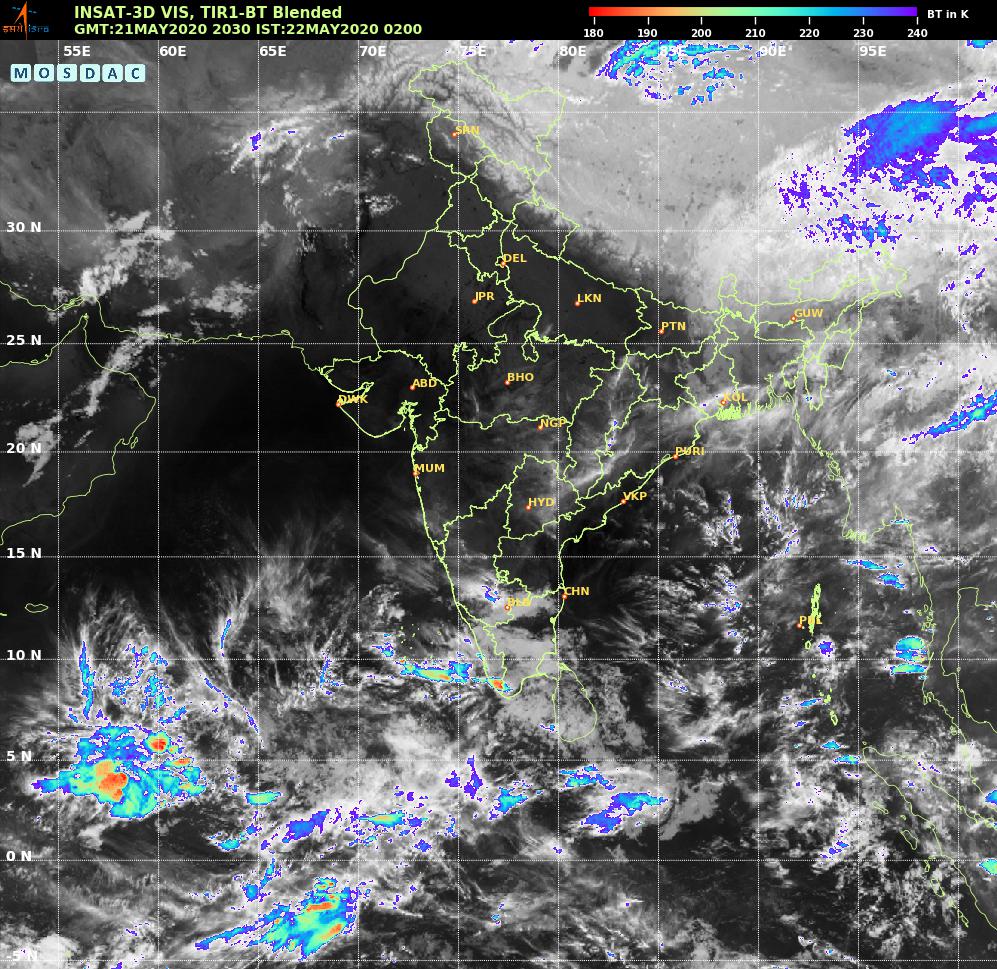 INSAT-3D VIS, TIR1-BT Blended
GMT:21MAY2020 2030 IST:22MAY2020 0200
BT in K
180 190 200 210 220 230 240
55E 60E 65E 70E 75E 80E 85E 90E 95E
MOSDAC
SRN
30 N
DEL
JPR LKN
GUW
PTN
25 N
BHO
ABD
DWK KOL
NGP
20 N PURI
MUM
VKP
HYD
15 N
CHN
BLR
PBL
10 N
5 N
0 N
-5 N